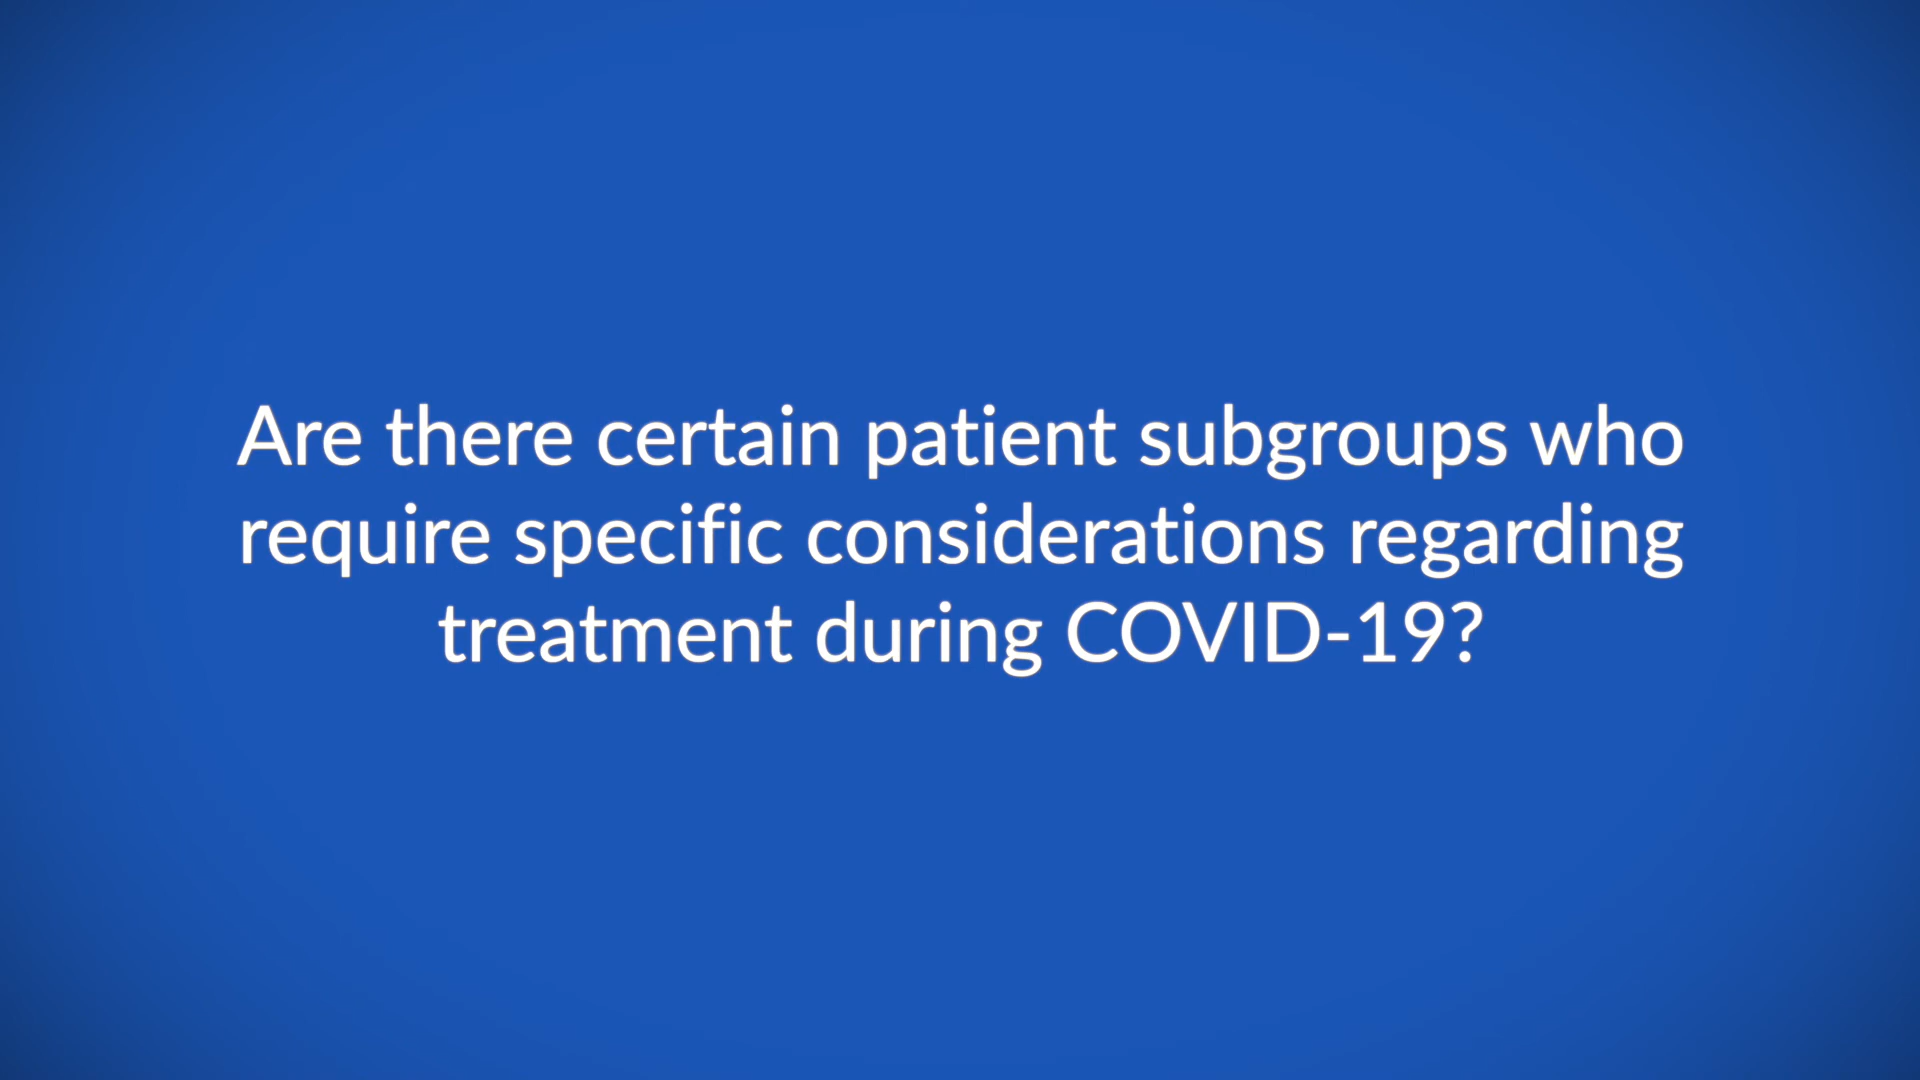 Are there certain patient subgroups who
require specific considerations regarding
treatment during COVID-19?